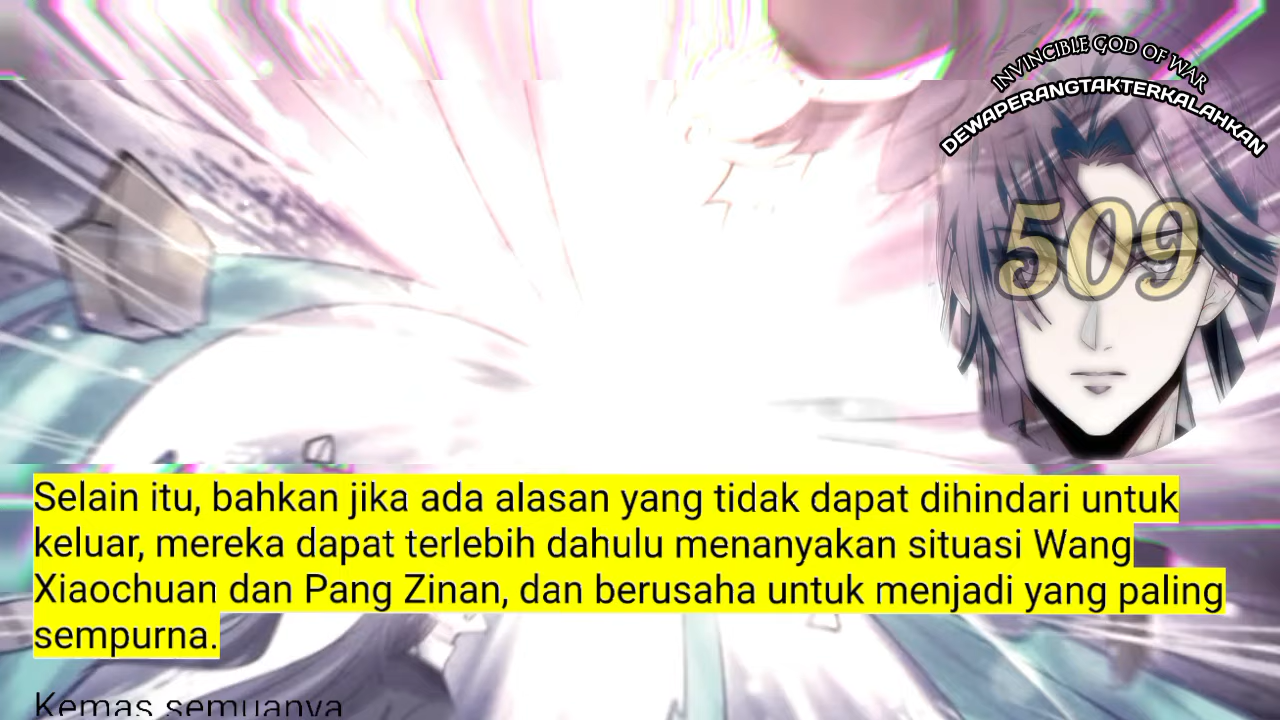 INVINCIBLE GOD OF WAR
DEWAPERANGTAKTERKALAHKAN
509
Selain itu, bahkan jika ada alasan yang tidak dapat dihindari untuk
keluar, mereka dapat terlebih dahulu menanyakan situasi Wang
Xiaochuan dan Pang Zinan, dan berusaha untuk menjadi yang paling
sempurna.
Kemas semuanya